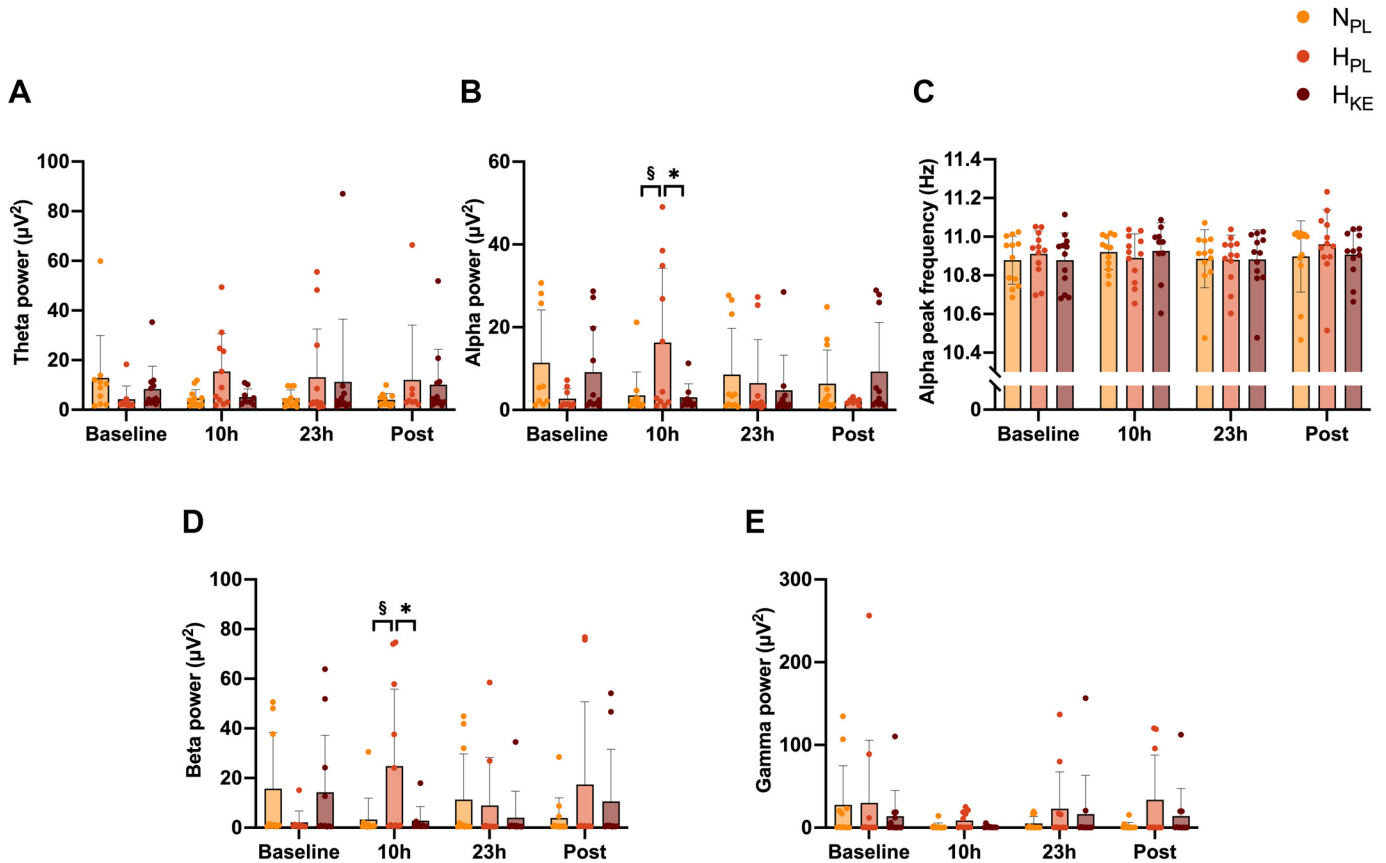 N_PL
H_PL
H_KE
A
Theta power (µV²)
100
80
60
40
20
0
Baseline 10h 23h Post
B
Alpha power (µV²)
60
40
20
0
§ *
Baseline 10h 23h Post
C
Alpha peak frequency (Hz)
11.4
11.2
11.0
10.8
10.6
10.4
0
Baseline 10h 23h Post
D
Beta power (µV²)
100
80
60
40
20
0
§ *
Baseline 10h 23h Post
E
Gamma power (µV²)
300
200
100
0
Baseline 10h 23h Post